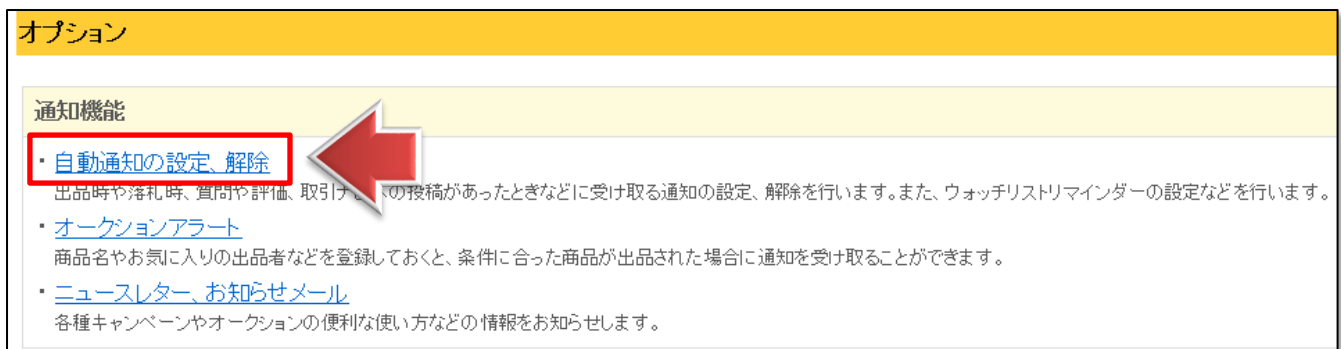 オプション
通知機能
・自動通知の設定、解除
出品時や落札時、質問や評価、取引 の投稿があったときなどに受け取る通知の設定、解除を行います。また、ウォッチリストリマインダーの設定などを行います。
・オークションアラート
商品名やお気に入りの出品者などを登録しておくと、条件に合った商品が出品された場合に通知を受け取ることができます。
・ニュースレター、お知らせメール
各種キャンペーンやオークションの便利な使い方などの情報をお知らせします。